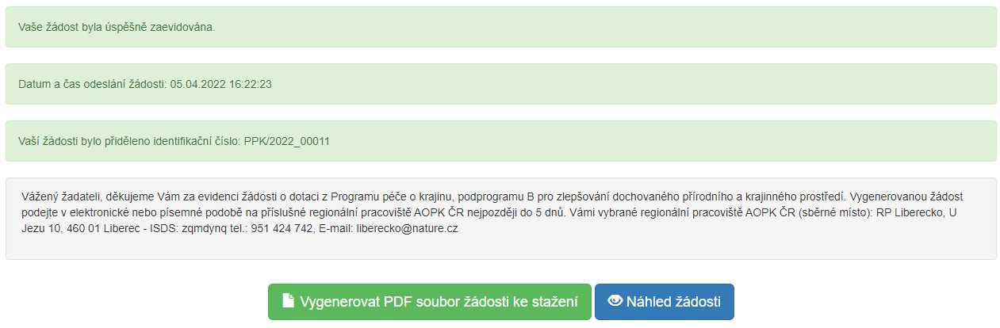 Vaše žádost byla úspěšně zaevidována.
Datum a čas odeslání žádosti: 05.04.2022 16:22:23
Vaší žádosti bylo přiděleno identifikační číslo: PPK/2022_00011
Vážený žadateli, děkujeme Vám za evidenci žádosti o dotaci z Programu péče o krajinu, podprogramu B pro zlepšování dochovaného přírodního a krajinného prostředí. Vygenerovanou žádost
podejte v elektronické nebo písemné podobě na příslušné regionální pracoviště AOPK ČR nejpozději do 5 dnů. Vámi vybrané regionální pracoviště AOPK ČR (sběrné místo): RP Liberecko, U
Jezu 10, 460 01 Liberec - ISDS: zqmdynq tel.: 951 424 742, E-mail: liberecko@nature.cz
Vygenerovat PDF soubor žádosti ke stažení
Náhled žádosti